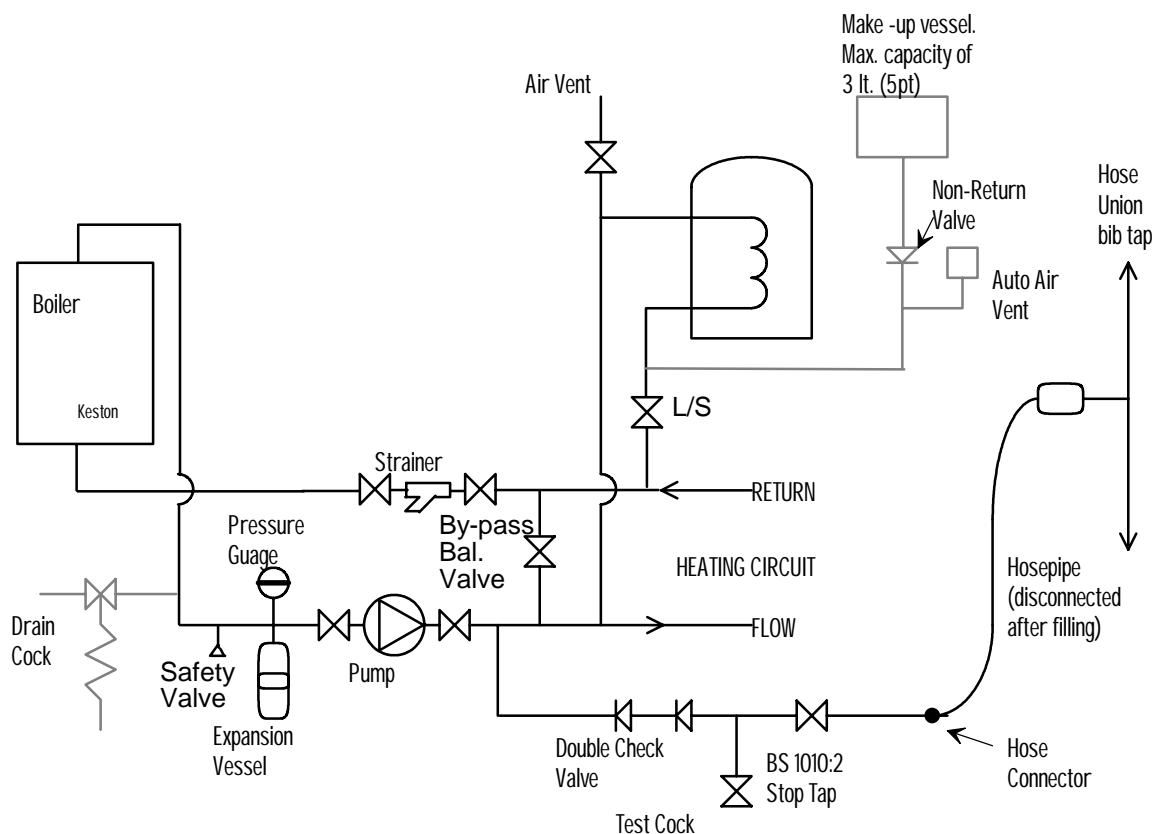 Make -up vessel.
Max. capacity of
3 lt. (5pt)
Air Vent
Non-Return
Valve
Hose
Union
bib tap
Auto Air
Vent
Boiler
Keston
L/S
Strainer
RETURN
Pressure
Guage
By-pass
Bal.
Valve
HEATING CIRCUIT
Hosepipe
(disconnected
after filling)
Drain
Cock
Safety
Valve
Pump
FLOW
Expansion
Vessel
Double Check
Valve
BS 1010:2
Stop Tap
Hose
Connector
Test Cock